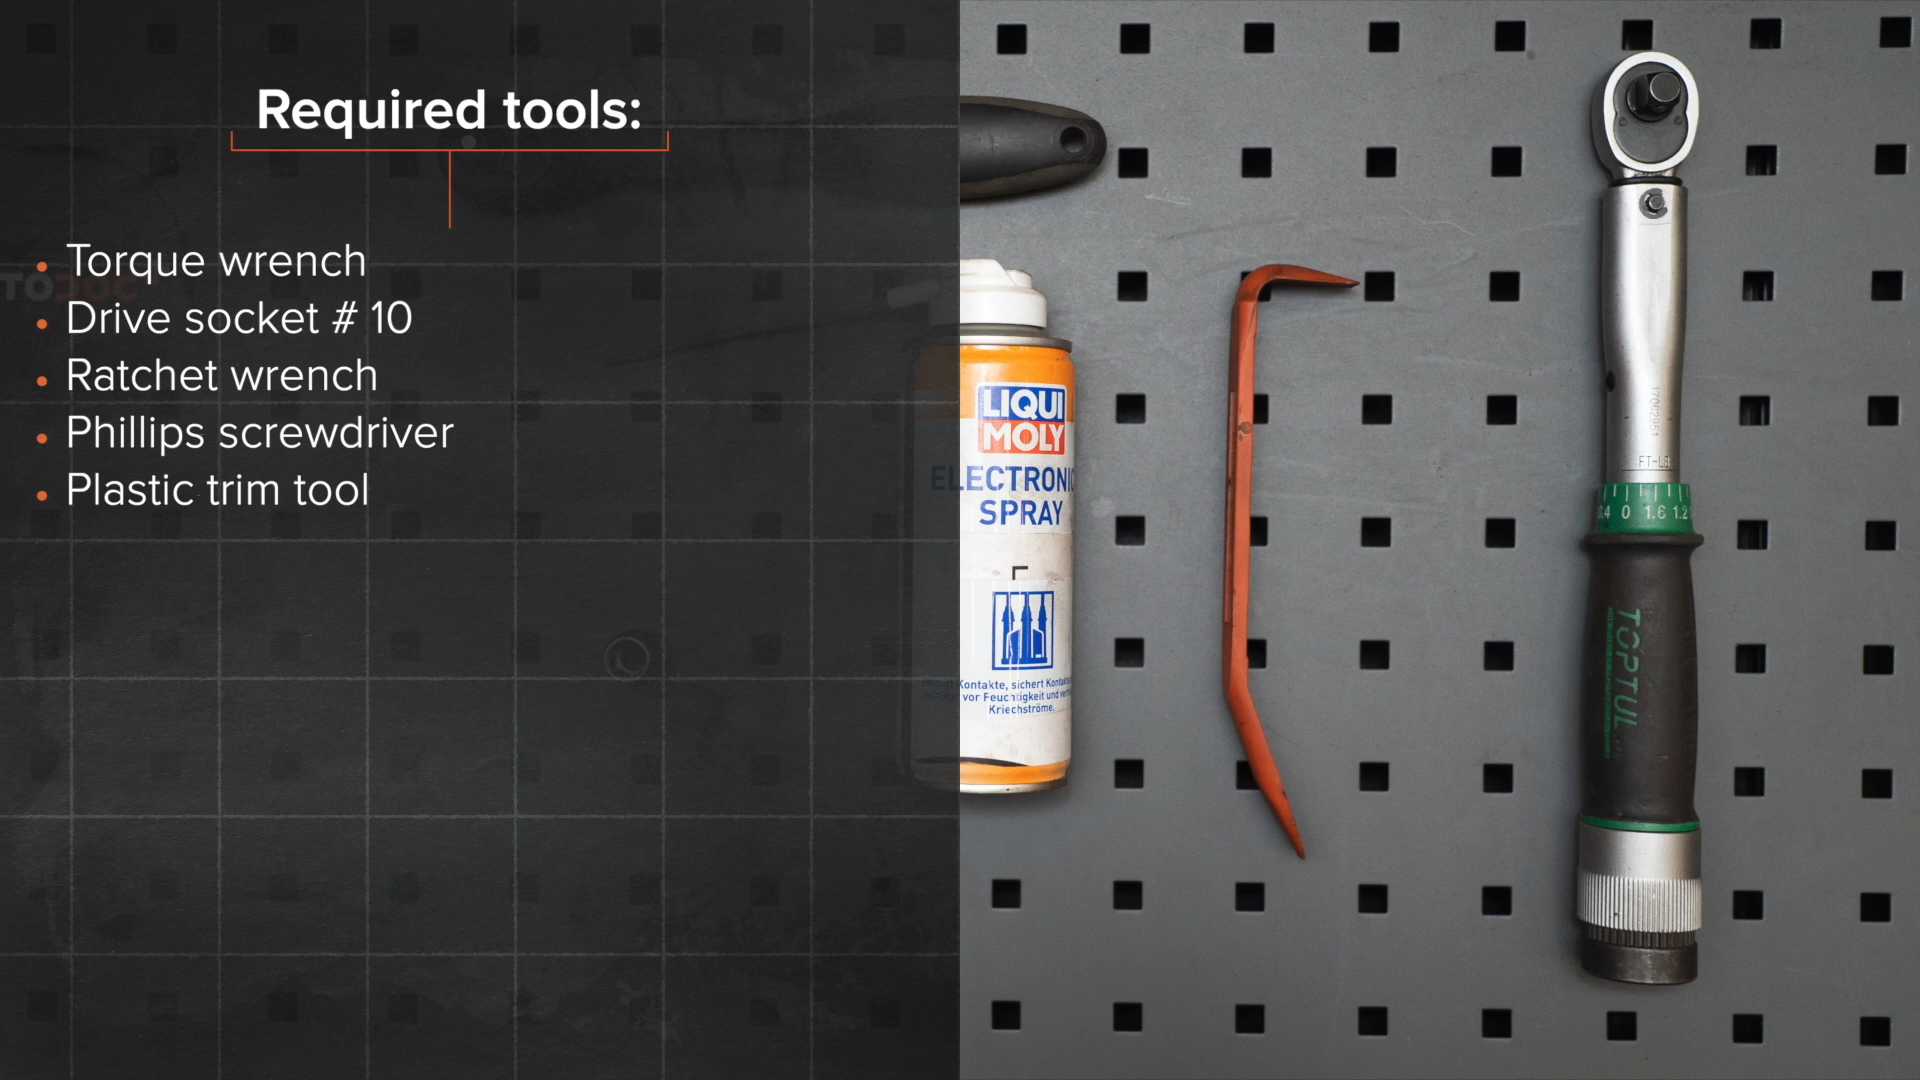 Required tools:
Torque wrench
Drive socket # 10
Ratchet wrench
Phillips screwdriver
Plastic trim tool
LIQUI
MOLY
ELECTRONIC
SPRAY
Kontakte, sichert
vor Feuchtigkeit und
Kriechströme.
FT-
0.4 0 1.6 1.2
TOPTUL